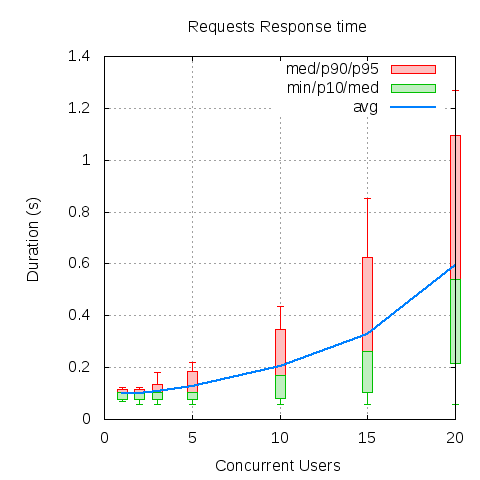 Requests Response time
1.4
1.2
1
0.8
0.6
0.4
0.2
0
Duration (s)
med/p90/p95
min/p10/med
avg
0 5 10 15 20
Concurrent Users